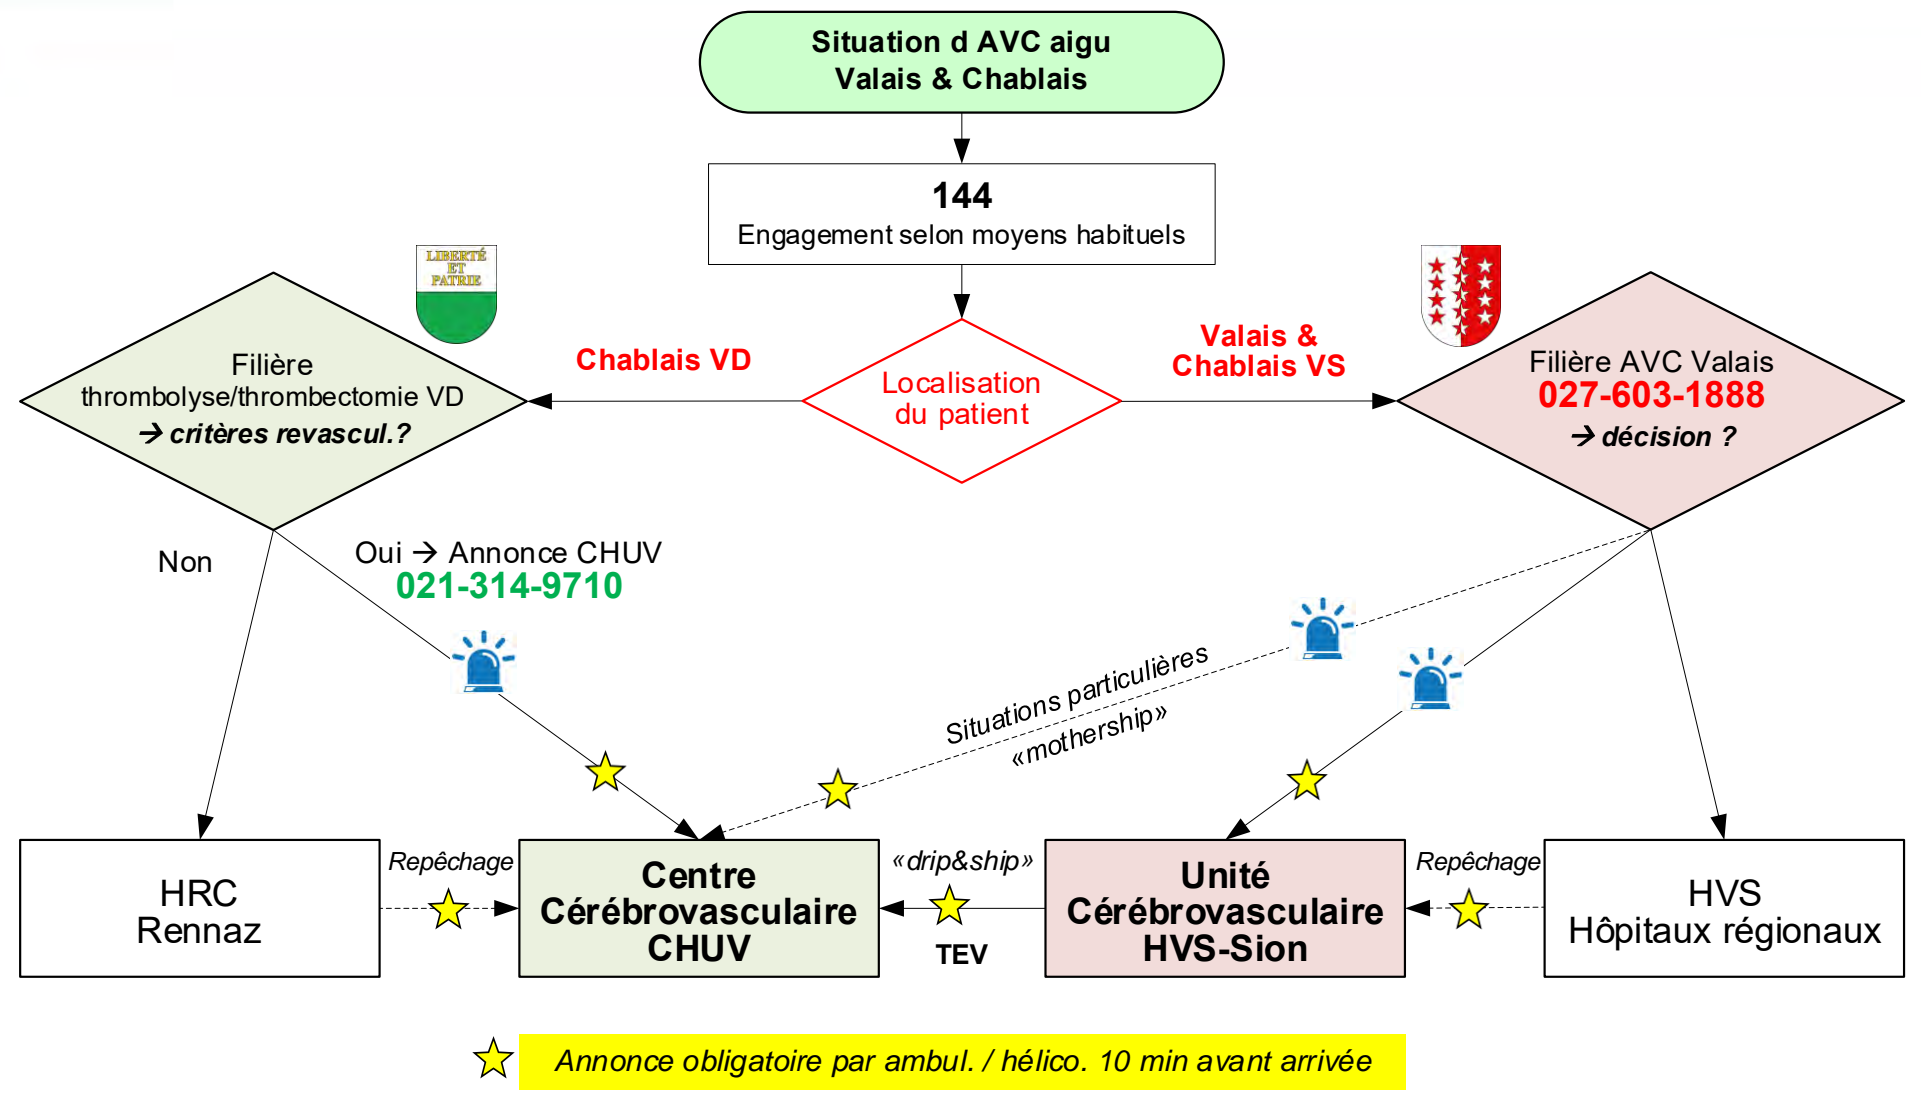 Situation d AVC aigu
Valais & Chablais
144
Engagement selon moyens habituels
LIBERTÉ
ET
PATRIE
Filière
thrombolyse/thrombectomie VD
→ critères revascul.?
Chablais VD
Localisation
du patient
Valais &
Chablais VS
Filière AVC Valais
027-603-1888
→ décision ?
Non
Oui → Annonce CHUV
021-314-9710
Situations particulières
«mothership»
HRC
Rennaz
Repêchage
Centre
Cérébrovasculaire
CHUV
«drip&ship»
TEV
Unité
Cérébrovasculaire
HVS-Sion
Repêchage
HVS
Hôpitaux régionaux
Annonce obligatoire par ambul. / hélico. 10 min avant arrivée